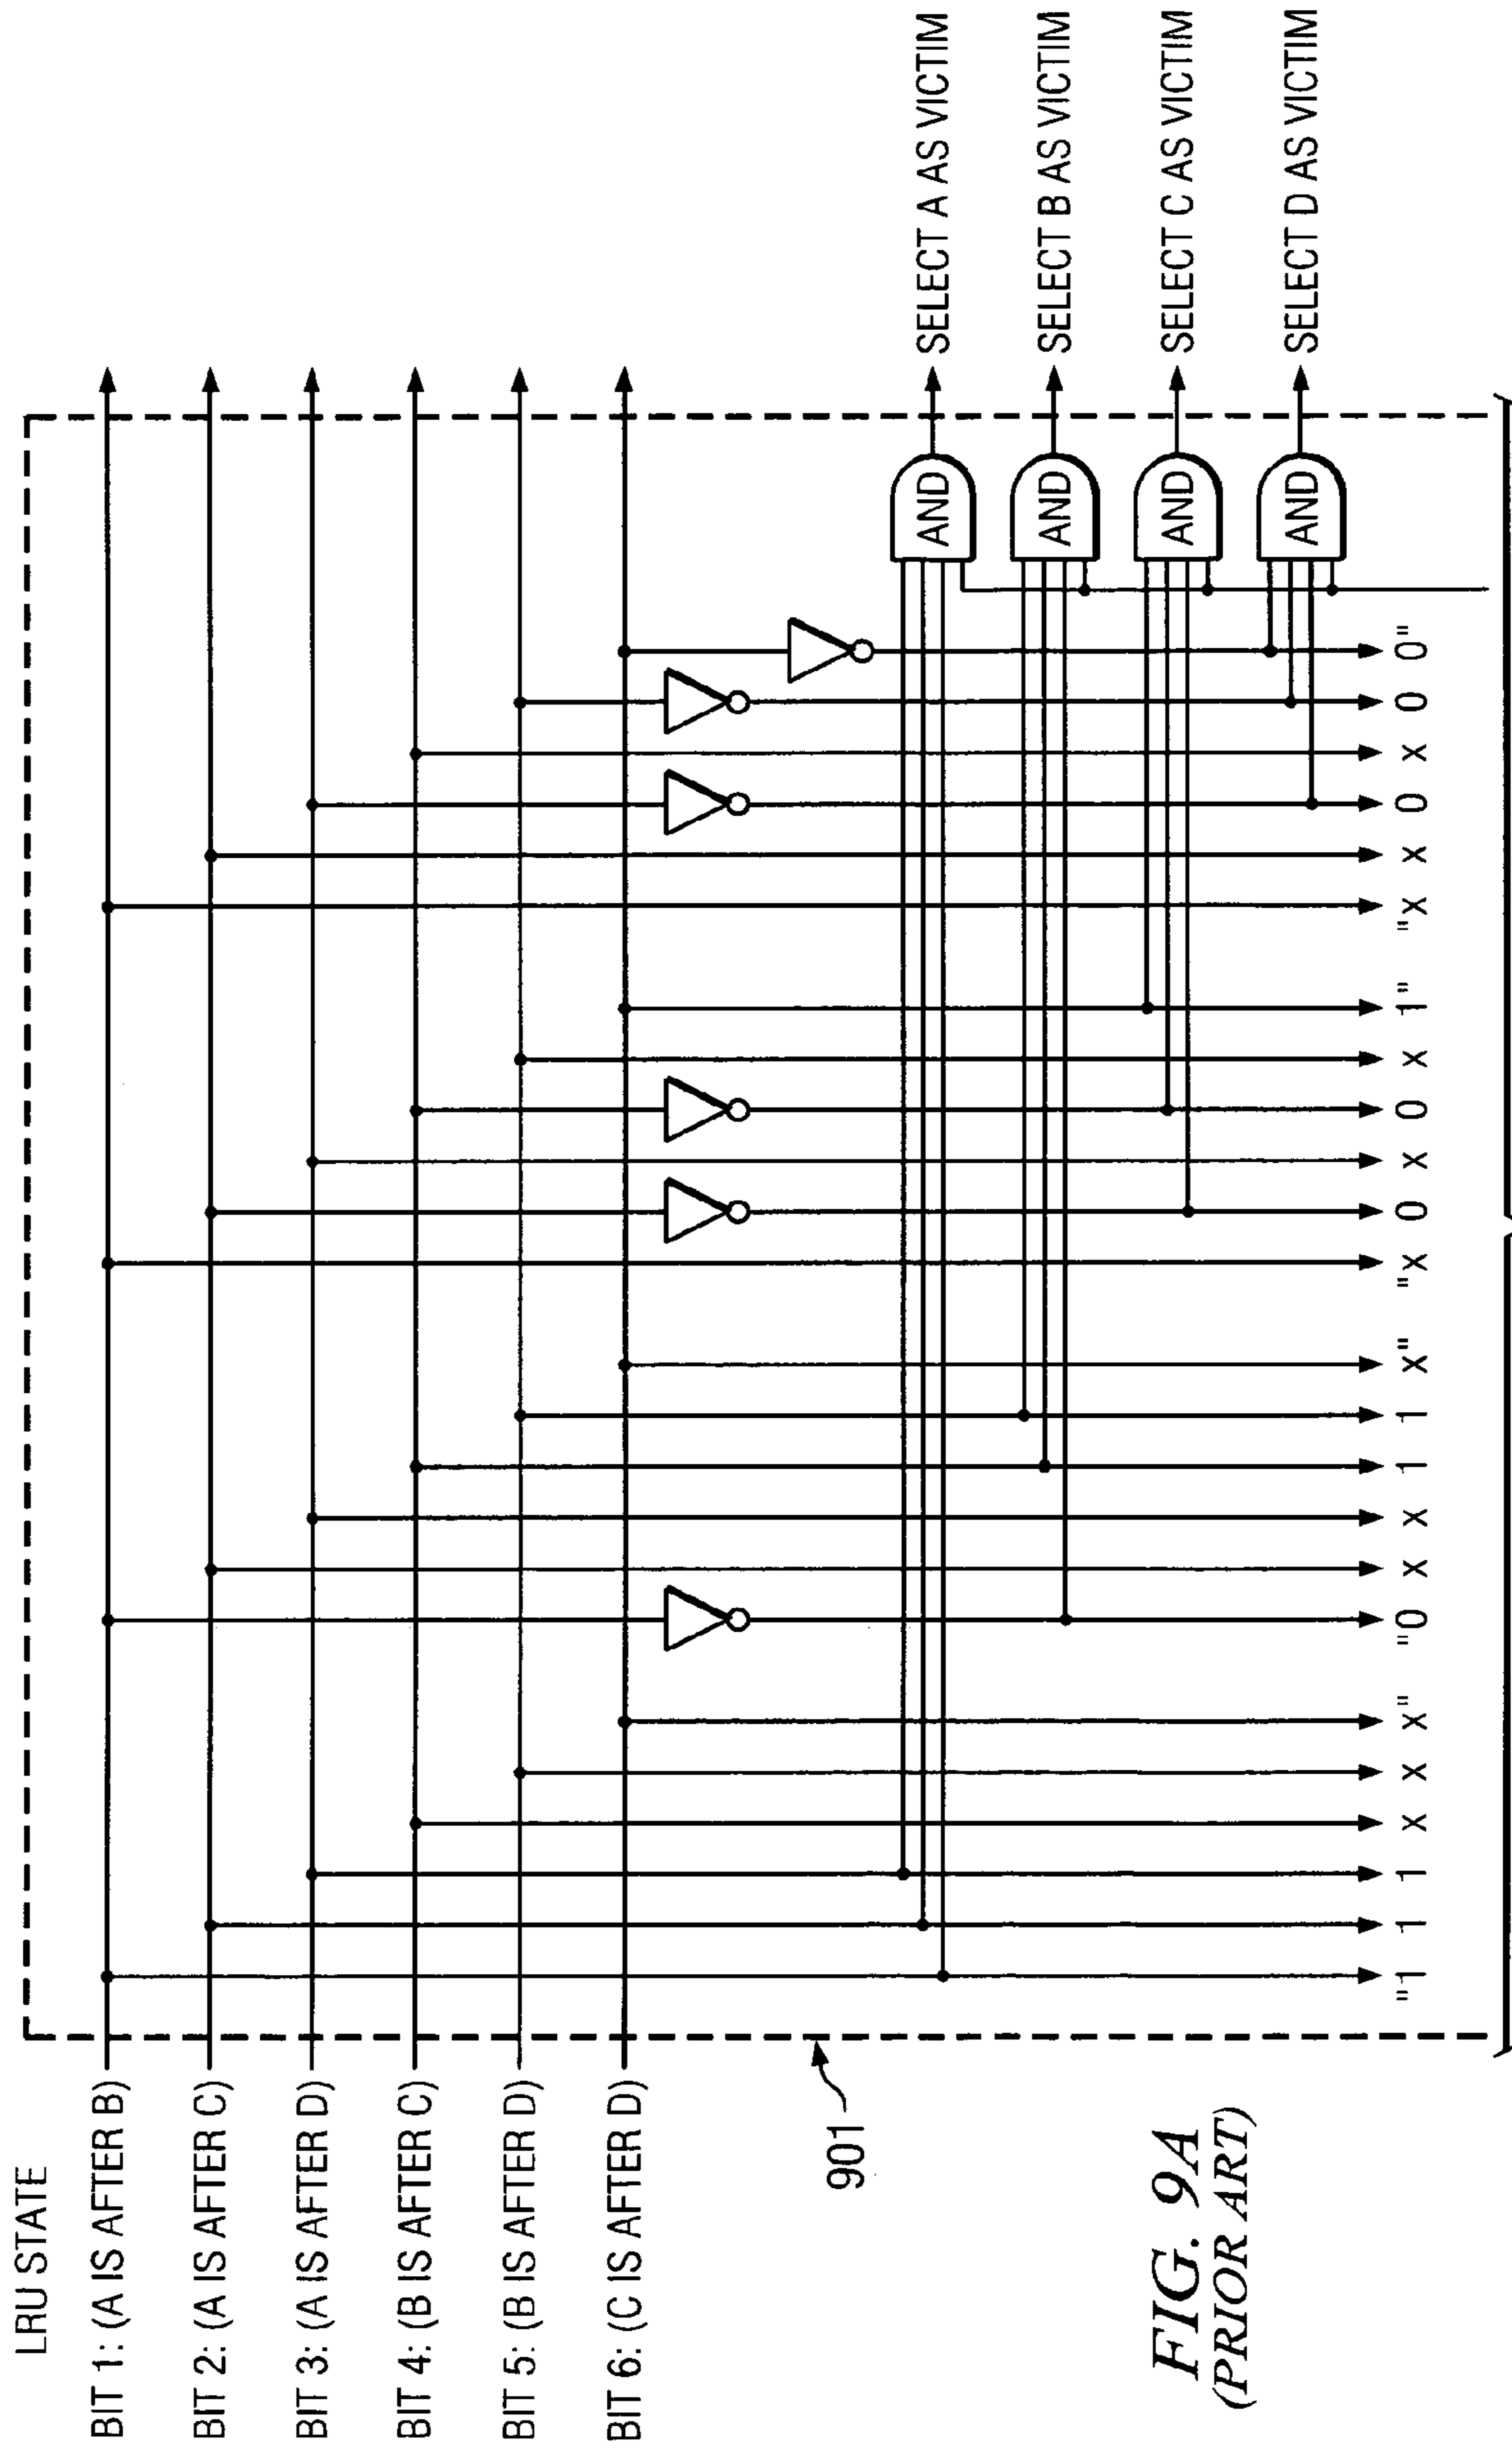 LRU STATE
BIT 1: (A IS AFTER B)
BIT 2: (A IS AFTER C)
BIT 3: (A IS AFTER D)
BIT 4: (B IS AFTER C)
BIT 5: (B IS AFTER D)
BIT 6: (C IS AFTER D)
901
AND
SELECT A AS VICTIM
AND
SELECT B AS VICTIM
AND
SELECT C AS VICTIM
AND
SELECT D AS VICTIM
"1 1 1 x x x" "0 x x 1 1 x" "x 0 x 0 x 1" "x x 0 x 0 0"
FIG. 9A
(PRIOR ART)